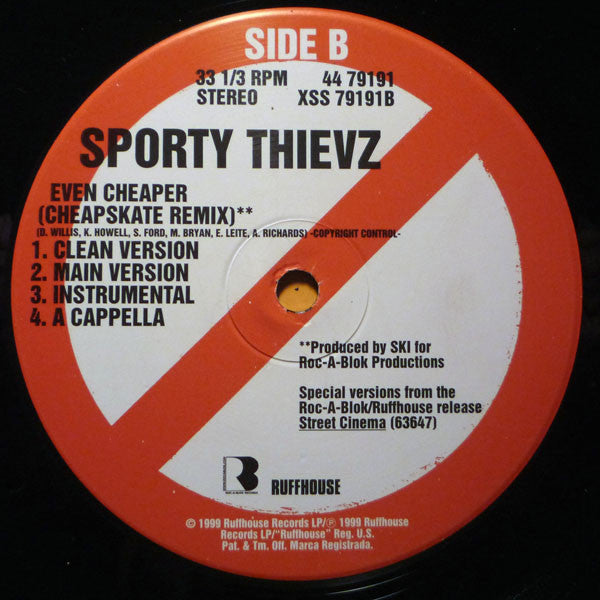 SIDE B
33 1/3 RPM 44 79191
STEREO XSS 79191B
SPORTY THIEVZ
EVEN CHEAPER
(CHEAPSKATE REMIX)**
(D. WILLIS, K. HOWELL, S. FORD, M. BRYAN, E. LEITE, A. RICHARDS) -COPYRIGHT CONTROL-
1. CLEAN VERSION
2. MAIN VERSION
3. INSTRUMENTAL
4. A CAPPELLA
**Produced by SKI for
Roc-A-Blok Productions
Special versions from the
Roc-A-Blok/Ruffhouse release
Street Cinema (63647)
RUFFHOUSE
© 1999 Ruffhouse Records LP/℗ 1999 Ruffhouse
Records LP/"Ruffhouse" Reg. U.S.
Pat. & Tm. Off. Marca Registrada.